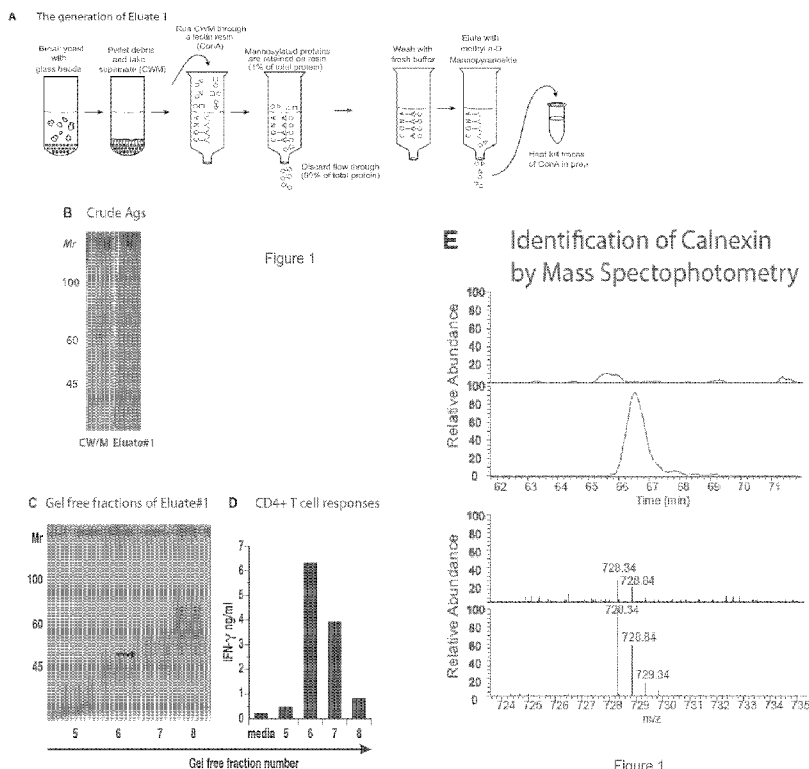 A The generation of Eluate 1
Break yeast
with
glass beads
Pellet debris
and take
supernate (CWM)
Run CWM through
a lectin resin
(ConA)
Mannosylated proteins
are retained on resin
(1% of total protein)
Discard flow through
(99% of total protein)
Wash with
fresh buffer
Elute with
methyl α-D
Mannopyranoside
Heat kill traces
of ConA in prep
B Crude Ags
Mr
100
60
45
CW/M Eluate#1
Figure 1
C Gel free fractions of Eluate#1
Mr
100
60
45
5 6 7 8
D CD4+ T cell responses
IFN-γ ng/ml
7
6
5
4
3
2
1
0
media 5 6 7 8
Gel free fraction number
E Identification of Calnexin
by Mass Spectophotometry
Relative Abundance
100
80
60
40
20
0
Relative Abundance
100
80
60
40
20
0
62 63 64 65 66 67 68 69 70 71
Time (min)
Relative Abundance
100
80
60
40
20
0
728.34
728.84
Relative Abundance
100
80
60
40
20
0
728.34
728.84
729.34
724 725 726 727 728 729 730 731 732 733 734 735
m/z
Figure 1